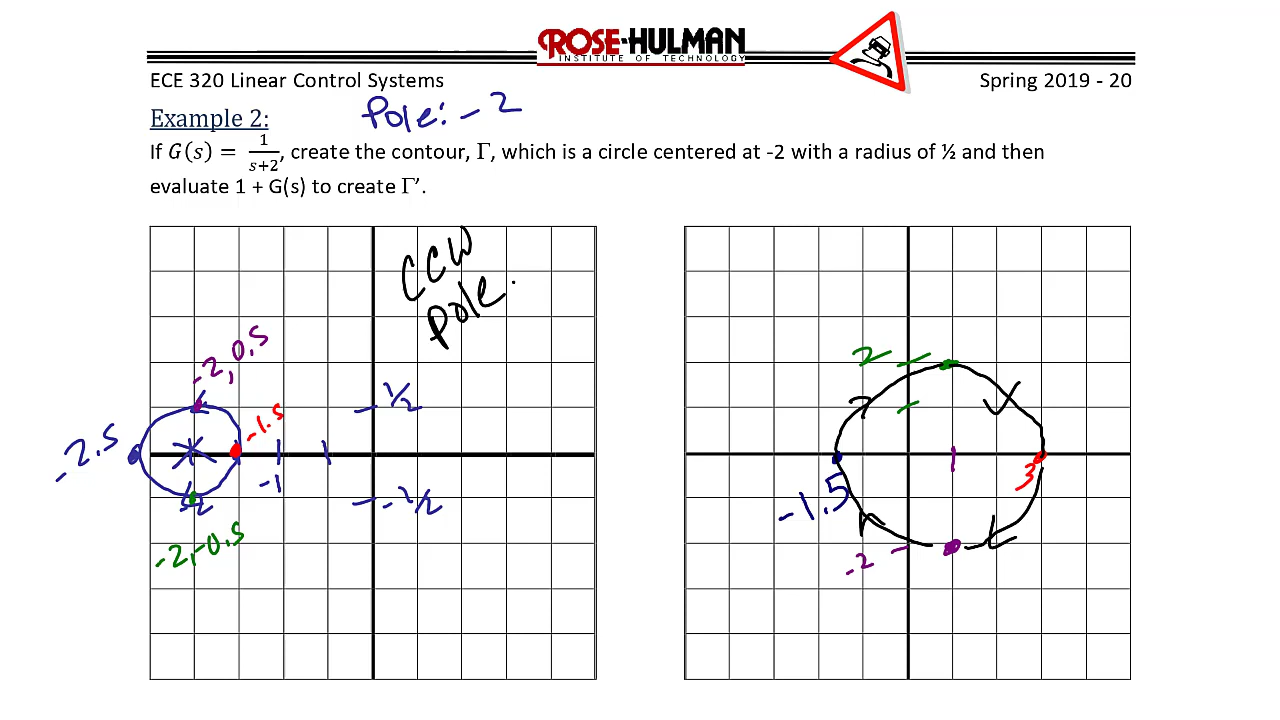 ROSE-HULMAN
INSTITUTE OF TECHNOLOGY
ECE 320 Linear Control Systems
Spring 2019 - 20
Pole: -2
Example 2:
If G(s) = 1/(s+2), create the contour, Γ, which is a circle centered at -2 with a radius of ½ and then
evaluate 1 + G(s) to create Γ’.
CCW
Pole.
-2, 0.5
-1.5
-2.5
1/2
-1
-1/2
-2
-2, -0.5
2
3
-1.5
-2
1